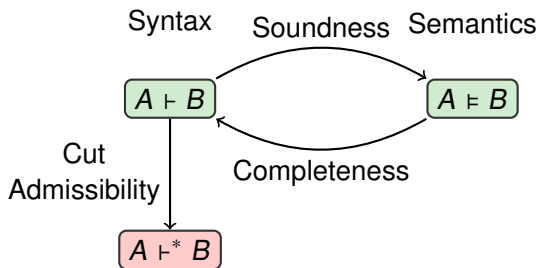 Syntax
Soundness
Semantics
A ⊢ B
A ⊨ B
Cut
Admissibility
Completeness
A ⊢* B